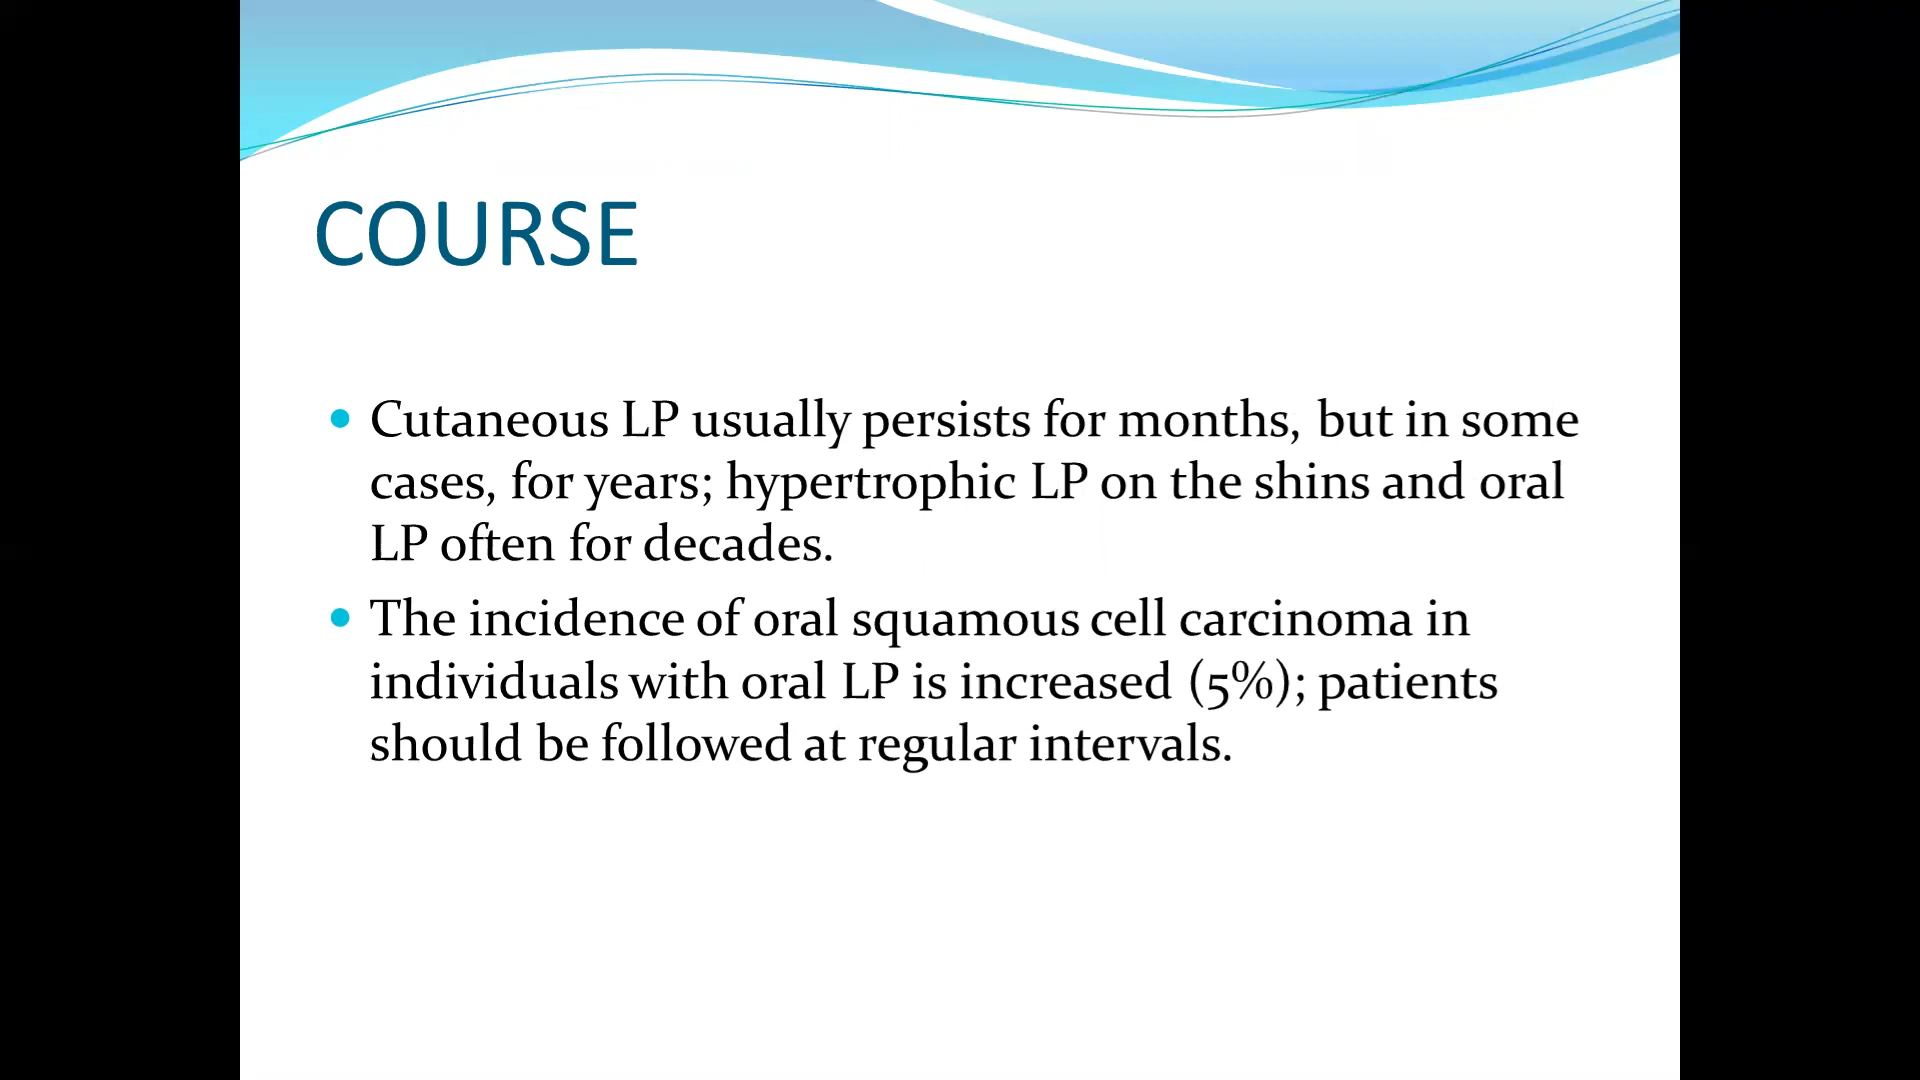 COURSE
Cutaneous LP usually persists for months, but in some
cases, for years; hypertrophic LP on the shins and oral
LP often for decades.
The incidence of oral squamous cell carcinoma in
individuals with oral LP is increased (5%); patients
should be followed at regular intervals.